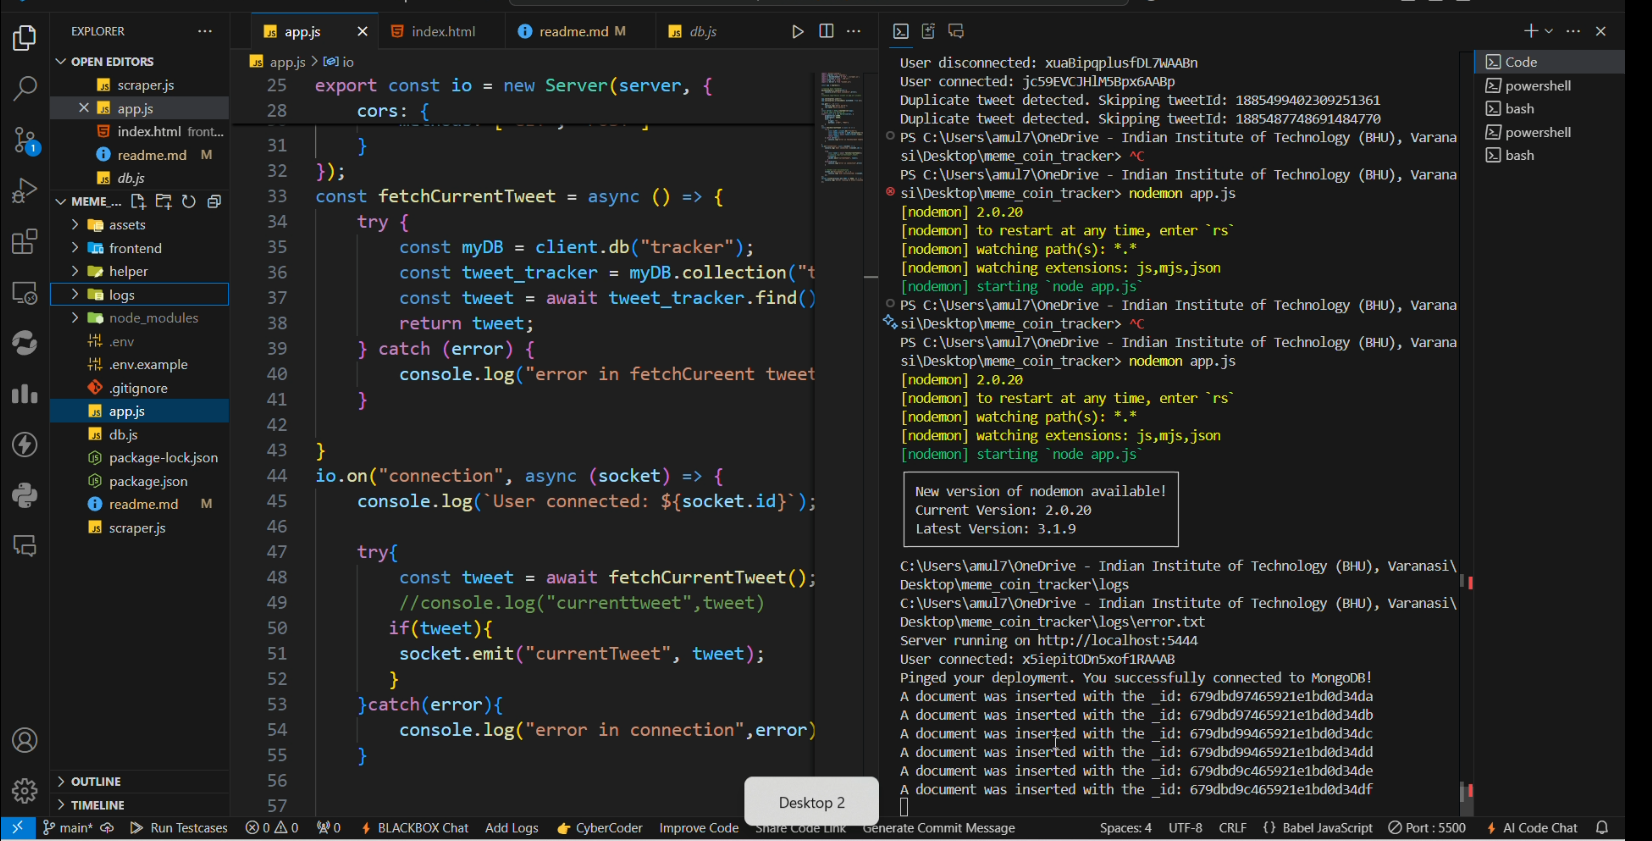 EXPLORER
OPEN EDITORS
scraper.js
app.js
index.html front...
readme.md M
db.js
MEME_...
assets
frontend
helper
logs
node_modules
.env
.env.example
.gitignore
app.js
db.js
package-lock.json
package.json
readme.md M
scraper.js
OUTLINE
TIMELINE
app.js
index.html
readme.md M
db.js
app.js > io
25 export const io = new Server(server, {
28 cors: {
31 }
32 });
33 const fetchCurrentTweet = async () => {
34 try {
35 const myDB = client.db("tracker");
36 const tweet_tracker = myDB.collection("t
37 const tweet = await tweet_tracker.find()
38 return tweet;
39 } catch (error) {
40 console.log("error in fetchCureent tweet
41 }
42
43 }
44 io.on("connection", async (socket) => {
45 console.log(`User connected: ${socket.id}`);
46
47 try{
48 const tweet = await fetchCurrentTweet();
49 //console.log("currenttweet",tweet)
50 if(tweet){
51 socket.emit("currentTweet", tweet);
52 }
53 }catch(error){
54 console.log("error in connection",error)
55 }
56
57
User disconnected: xuaBipqplusfDL7WAABn
User connected: jc59EVCJHlM5Bpx6AABp
Duplicate tweet detected. Skipping tweetId: 1885499402309251361
Duplicate tweet detected. Skipping tweetId: 1885487748691484770
PS C:\Users\amul7\OneDrive - Indian Institute of Technology (BHU), Varana
si\Desktop\meme_coin_tracker> ^C
PS C:\Users\amul7\OneDrive - Indian Institute of Technology (BHU), Varana
si\Desktop\meme_coin_tracker> nodemon app.js
[nodemon] 2.0.20
[nodemon] to restart at any time, enter `rs`
[nodemon] watching path(s): *.*
[nodemon] watching extensions: js,mjs,json
[nodemon] starting `node app.js`
PS C:\Users\amul7\OneDrive - Indian Institute of Technology (BHU), Varana
si\Desktop\meme_coin_tracker> ^C
PS C:\Users\amul7\OneDrive - Indian Institute of Technology (BHU), Varana
si\Desktop\meme_coin_tracker> nodemon app.js
[nodemon] 2.0.20
[nodemon] to restart at any time, enter `rs`
[nodemon] watching path(s): *.*
[nodemon] watching extensions: js,mjs,json
[nodemon] starting `node app.js`
New version of nodemon available!
Current Version: 2.0.20
Latest Version: 3.1.9
C:\Users\amul7\OneDrive - Indian Institute of Technology (BHU), Varanasi\
Desktop\meme_coin_tracker\logs
C:\Users\amul7\OneDrive - Indian Institute of Technology (BHU), Varanasi\
Desktop\meme_coin_tracker\logs\error.txt
Server running on http://localhost:5444
User connected: x5iepitODn5xof1RAAAB
Pinged your deployment. You successfully connected to MongoDB!
A document was inserted with the _id: 679dbd97465921e1bd0d34da
A document was inserted with the _id: 679dbd97465921e1bd0d34db
A document was inserted with the _id: 679dbd99465921e1bd0d34dc
A document was inserted with the _id: 679dbd99465921e1bd0d34dd
A document was inserted with the _id: 679dbd9c465921e1bd0d34de
A document was inserted with the _id: 679dbd9c465921e1bd0d34df
Code
powershell
bash
powershell
bash
Desktop 2
main* Run Testcases 0 0 0 BLACKBOX Chat Add Logs CyberCoder Improve Code Share Code Link Generate Commit Message Spaces: 4 UTF-8 CRLF {} Babel JavaScript Port : 5500 AI Code Chat